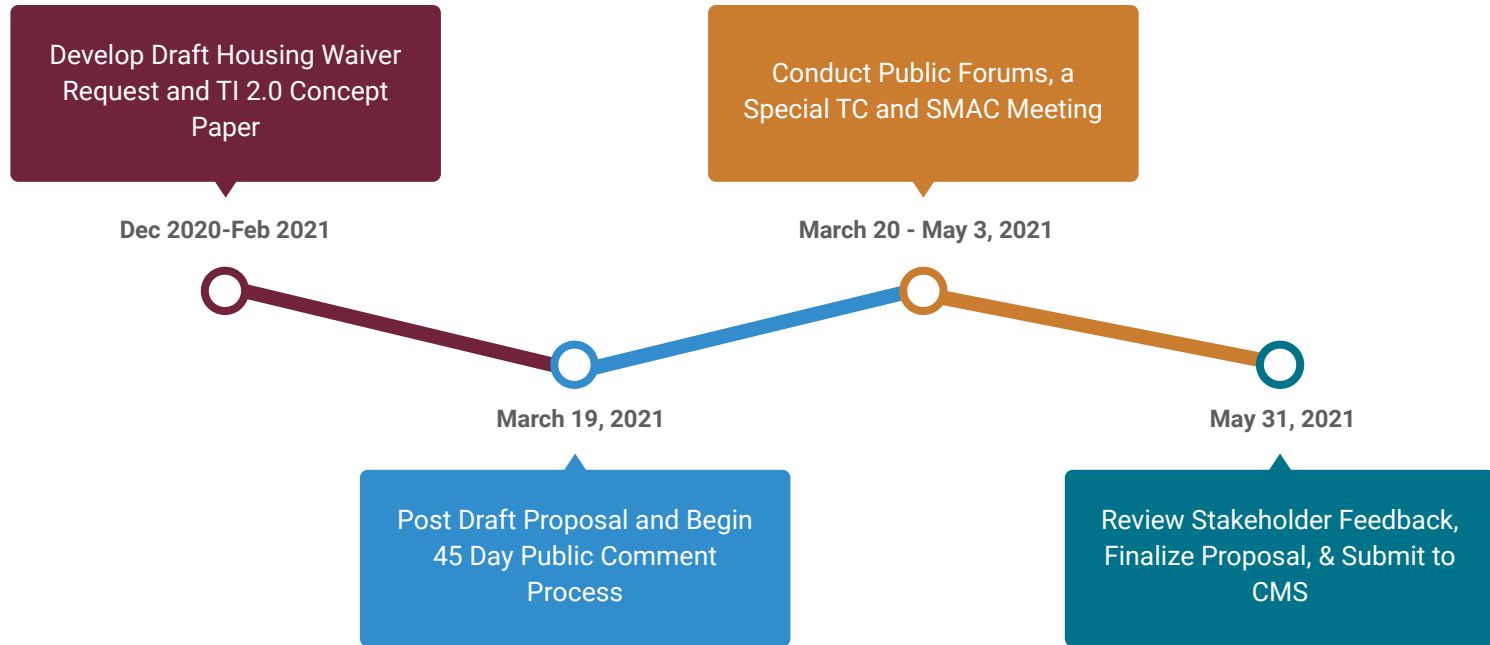 Develop Draft Housing Waiver
Request and TI 2.0 Concept
Paper
Dec 2020-Feb 2021
March 19, 2021
Post Draft Proposal and Begin
45 Day Public Comment
Process
Conduct Public Forums, a
Special TC and SMAC Meeting
March 20 - May 3, 2021
May 31, 2021
Review Stakeholder Feedback,
Finalize Proposal, & Submit to
CMS